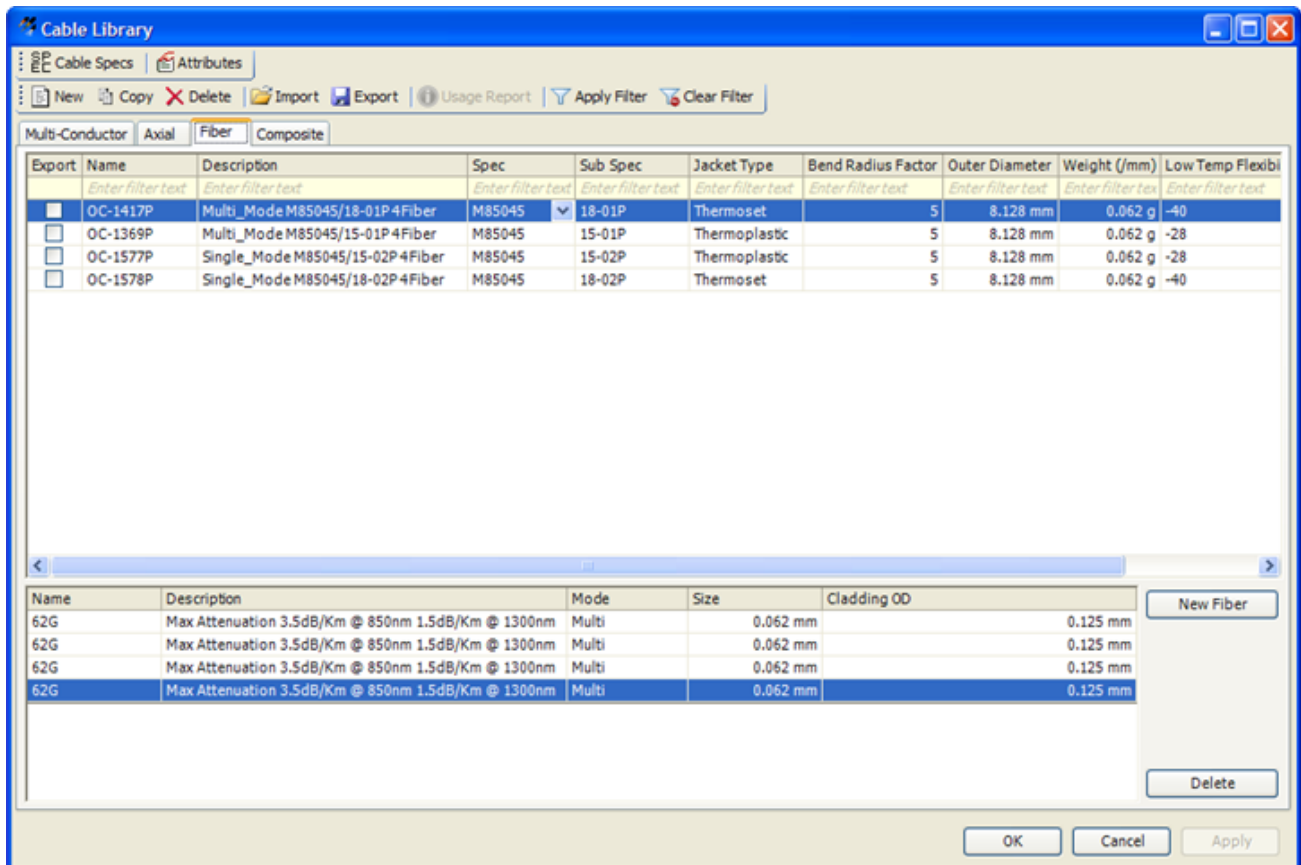 Cable Library
Cable Specs Attributes
New Copy Delete Import Export Usage Report Apply Filter Clear Filter
Multi-Conductor Axial Fiber Composite
Export Name Description Spec Sub Spec Jacket Type Bend Radius Factor Outer Diameter Weight (/mm) Low Temp Flexibi
Enter filter text Enter filter text Enter filter text Enter filter text Enter filter text Enter filter text Enter filter text Enter filter tex Enter filter text
OC-1417P Multi_Mode M85045/18-01P 4Fiber M85045 18-01P Thermoset 5 8.128 mm 0.062 g -40
OC-1369P Multi_Mode M85045/15-01P 4Fiber M85045 15-01P Thermoplastic 5 8.128 mm 0.062 g -28
OC-1577P Single_Mode M85045/15-02P 4Fiber M85045 15-02P Thermoplastic 5 8.128 mm 0.062 g -28
OC-1578P Single_Mode M85045/18-02P 4Fiber M85045 18-02P Thermoset 5 8.128 mm 0.062 g -40
Name Description Mode Size Cladding OD New Fiber
62G Max Attenuation 3.5dB/Km @ 850nm 1.5dB/Km @ 1300nm Multi 0.062 mm 0.125 mm
62G Max Attenuation 3.5dB/Km @ 850nm 1.5dB/Km @ 1300nm Multi 0.062 mm 0.125 mm
62G Max Attenuation 3.5dB/Km @ 850nm 1.5dB/Km @ 1300nm Multi 0.062 mm 0.125 mm
62G Max Attenuation 3.5dB/Km @ 850nm 1.5dB/Km @ 1300nm Multi 0.062 mm 0.125 mm
Delete
OK Cancel Apply